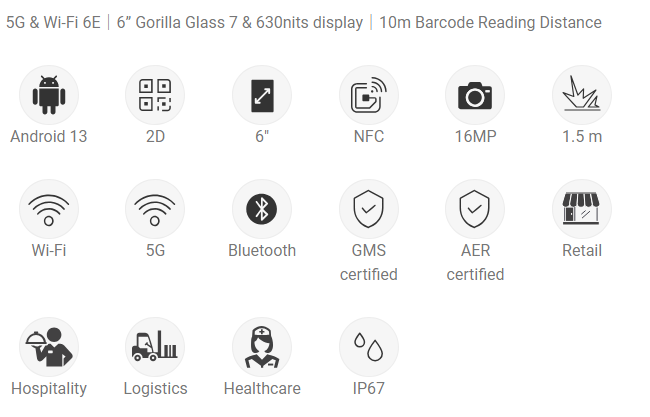 5G & Wi-Fi 6E | 6” Gorilla Glass 7 & 630nits display | 10m Barcode Reading Distance
Android 13
2D
6"
NFC
16MP
1.5 m
Wi-Fi
5G
Bluetooth
GMS
certified
AER
certified
Retail
Hospitality
Logistics
Healthcare
IP67